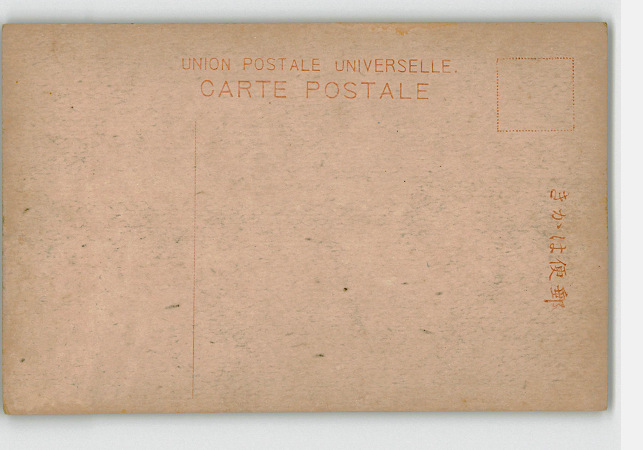 UNION POSTALE UNIVERSELLE.
CARTE POSTALE
郵便はかき